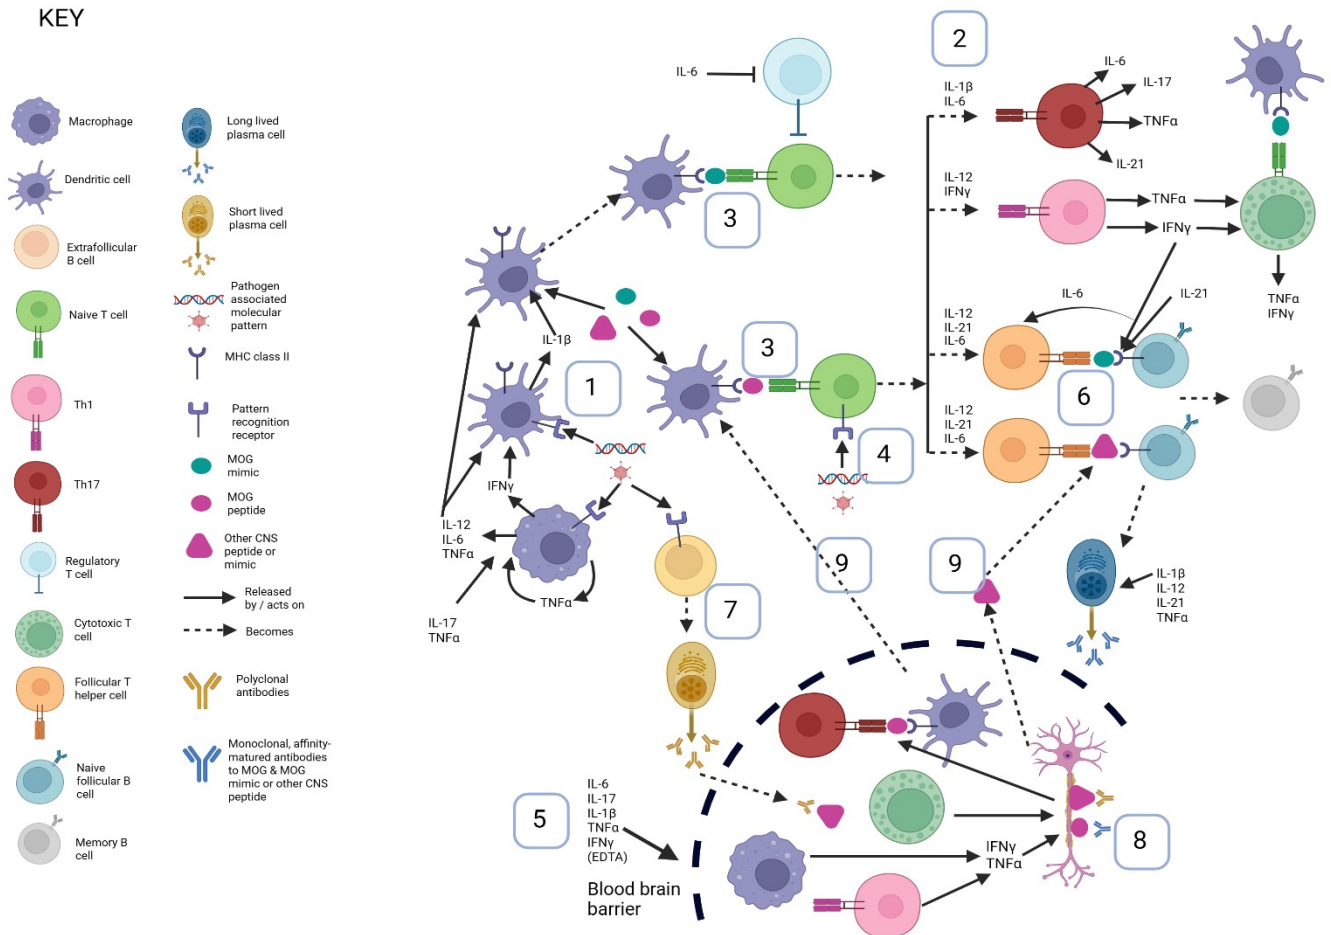 KEY
Macrophage
Dendritic cell
Extrafollicular
B cell
Naive T cell
Th1
Th17
Regulatory
T cell
Cytotoxic T
cell
Follicular T
helper cell
Naive
follicular B
cell
Memory B
cell
Long lived
plasma cell
Short lived
plasma cell
Pathogen
associated
molecular
pattern
MHC class II
Pattern
recognition
receptor
MOG
mimic
MOG
peptide
Other CNS
peptide or
mimic
Released
by / acts on
Becomes
Polyclonal
antibodies
Monoclonal, affinity-
matured antibodies
to MOG & MOG
mimic or other CNS
peptide
IL-6
3
2
IL-1β
IL-6
IL-6
IL-17
TNFα
IL-21
IL-12
IFNγ
TNFα
IFNγ
TNFα
IFNγ
IL-6
IL-21
IL-12
IL-21
IL-6
6
IL-12
IL-21
IL-6
1
IL-1β
3
4
IFNγ
IL-12
IL-6
TNFα
TNFα
IL-17
TNFα
7
9
9
IL-1β
IL-12
IL-21
TNFα
5
IL-6
IL-17
IL-1β
TNFα
IFNγ
(EDTA)
Blood brain
barrier
IFNγ
TNFα
8